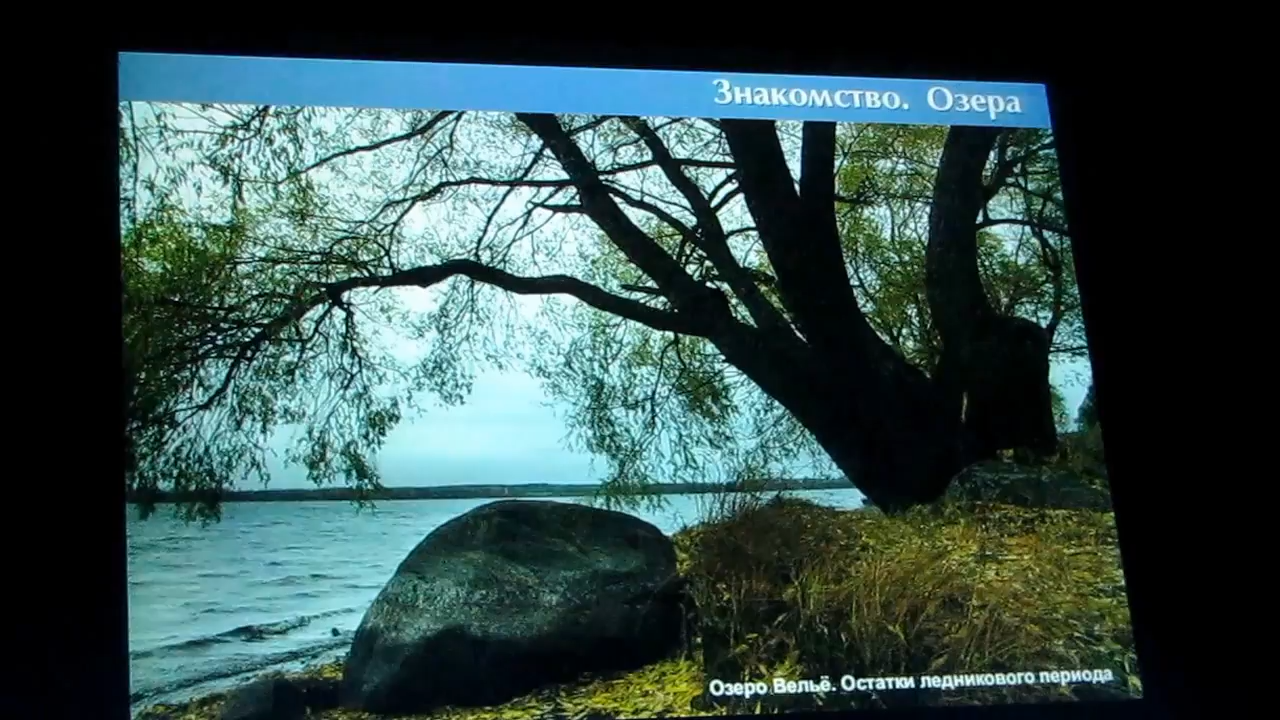 Знакомство. Озера
Озеро Вельё. Остатки ледникового периода